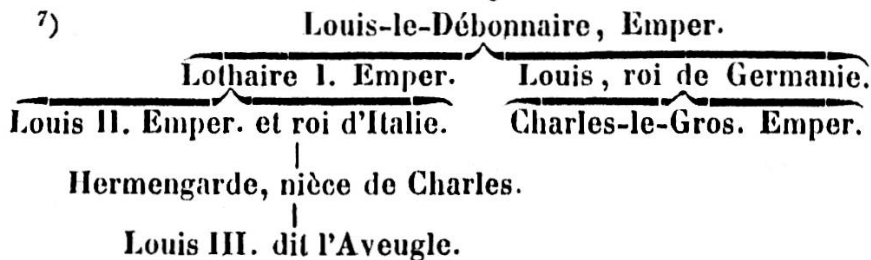 7) Louis-le-Débonnaire, Emper.
Lothaire I. Emper. Louis, roi de Germanie.
Louis II. Emper. et roi d'Italie. Charles-le-Gros. Emper.
Hermengarde, nièce de Charles.
Louis III. dit l'Aveugle.